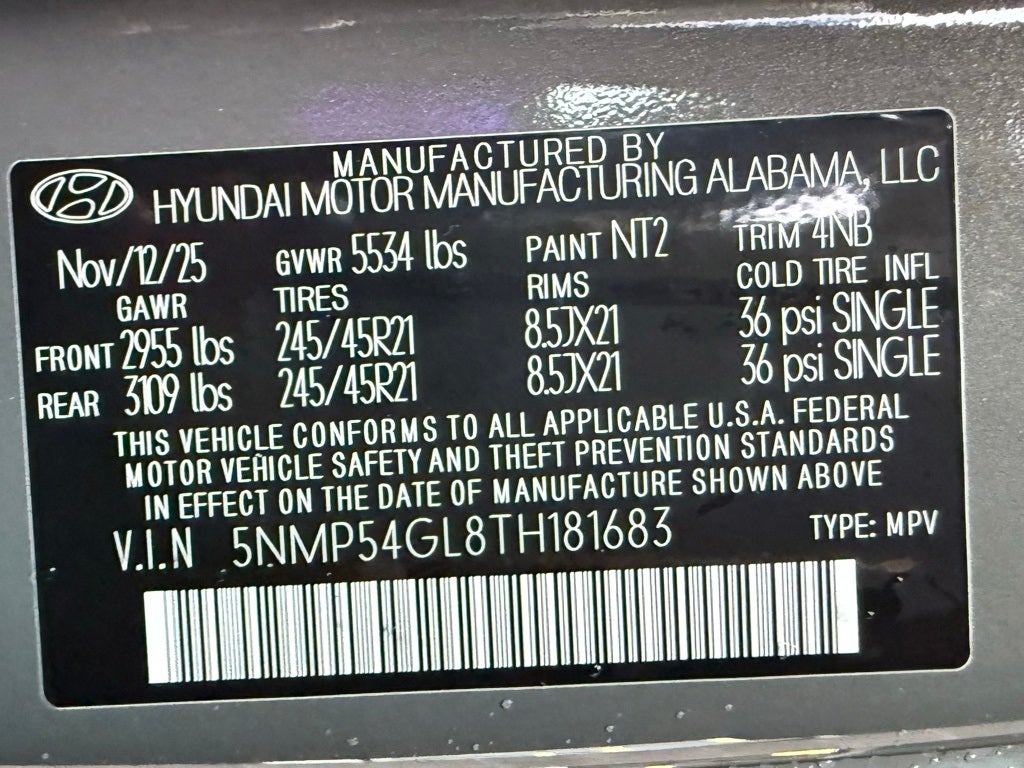 MANUFACTURED BY
HYUNDAI MOTOR MANUFACTURING ALABAMA, LLC
Nov/12/25 GVWR 5534 lbs PAINT NT2 TRIM 4NB
GAWR TIRES RIMS COLD TIRE INFL
FRONT 2955 lbs 245/45R21 8.5JX21 36 psi SINGLE
REAR 3109 lbs 245/45R21 8.5JX21 36 psi SINGLE
THIS VEHICLE CONFORMS TO ALL APPLICABLE U.S.A. FEDERAL
MOTOR VEHICLE SAFETY AND THEFT PREVENTION STANDARDS
IN EFFECT ON THE DATE OF MANUFACTURE SHOWN ABOVE
V.I.N 5NMP54GL8TH181683 TYPE: MPV